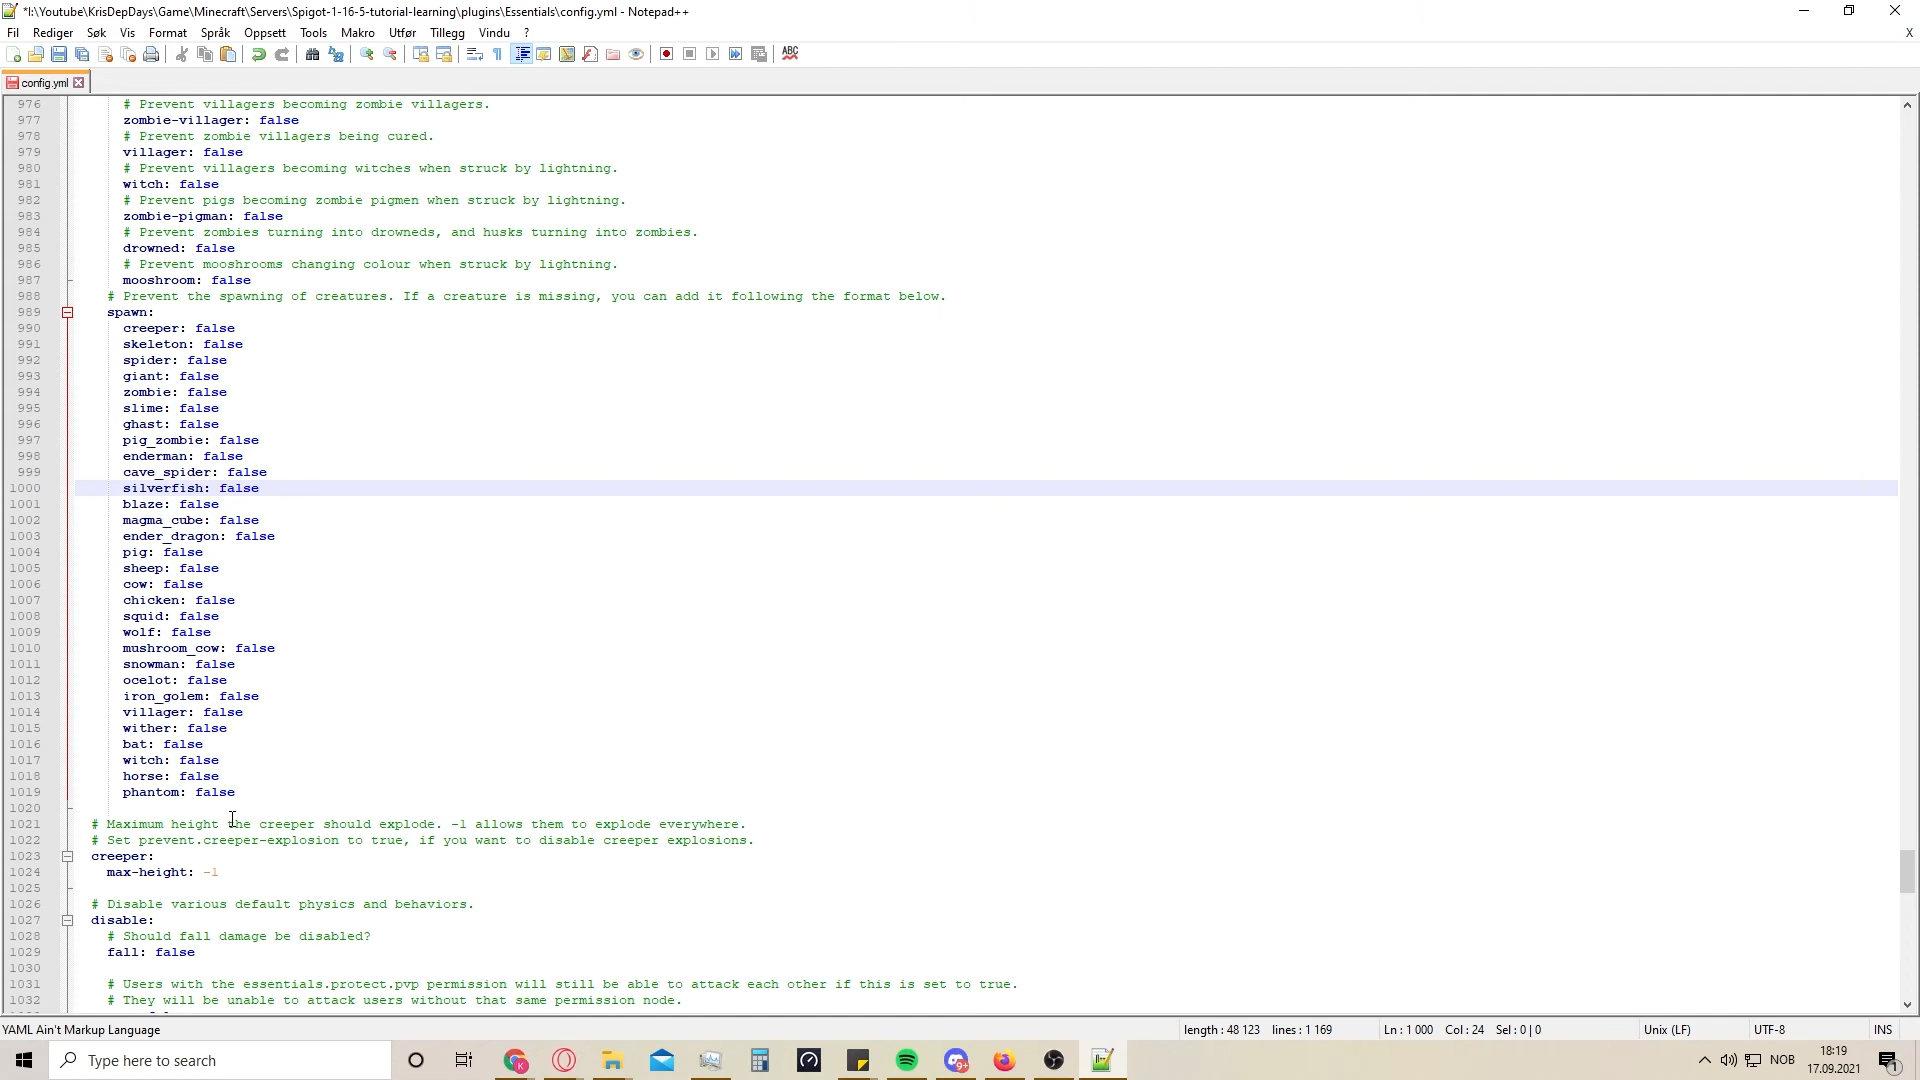 *I:\Youtube\KrisDepDays\Game\Minecraft\Servers\Spigot-1-16-5-tutorial-learning\plugins\Essentials\config.yml - Notepad++
Fil Rediger Søk Vis Format Språk Oppsett Tools Makro Utfør Tillegg Vindu ? X
config.yml
976 # Prevent villagers becoming zombie villagers.
977 zombie-villager: false
978 # Prevent zombie villagers being cured.
979 villager: false
980 # Prevent villagers becoming witches when struck by lightning.
981 witch: false
982 # Prevent pigs becoming zombie pigmen when struck by lightning.
983 zombie-pigman: false
984 # Prevent zombies turning into drowneds, and husks turning into zombies.
985 drowned: false
986 # Prevent mooshrooms changing colour when struck by lightning.
987 mooshroom: false
988 # Prevent the spawning of creatures. If a creature is missing, you can add it following the format below.
989 spawn:
990 creeper: false
991 skeleton: false
992 spider: false
993 giant: false
994 zombie: false
995 slime: false
996 ghast: false
997 pig_zombie: false
998 enderman: false
999 cave_spider: false
1000 silverfish: false
1001 blaze: false
1002 magma_cube: false
1003 ender_dragon: false
1004 pig: false
1005 sheep: false
1006 cow: false
1007 chicken: false
1008 squid: false
1009 wolf: false
1010 mushroom_cow: false
1011 snowman: false
1012 ocelot: false
1013 iron_golem: false
1014 villager: false
1015 wither: false
1016 bat: false
1017 witch: false
1018 horse: false
1019 phantom: false
1020
1021 # Maximum height the creeper should explode. -1 allows them to explode everywhere.
1022 # Set prevent.creeper-explosion to true, if you want to disable creeper explosions.
1023 creeper:
1024 max-height: -1
1025
1026 # Disable various default physics and behaviors.
1027 disable:
1028 # Should fall damage be disabled?
1029 fall: false
1030
1031 # Users with the essentials.protect.pvp permission will still be able to attack each other if this is set to true.
1032 # They will be unable to attack users without that same permission node.
YAML Ain't Markup Language length : 48 123 lines : 1 169 Ln : 1 000 Col : 24 Sel : 0 | 0 Unix (LF) UTF-8 INS
Type here to search NOB 18:19
17.09.2021